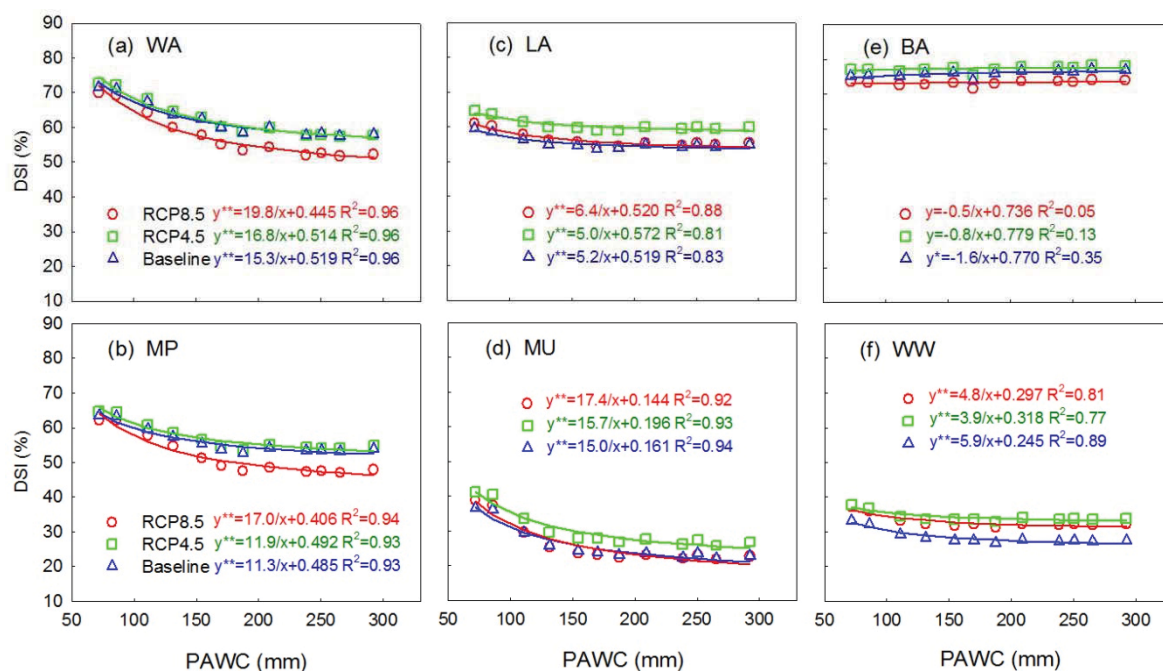 90
80
70
60
50
40
30
20
10
DSI (%)
(a) WA
RCP8.5 y**=19.8/x+0.445 R²=0.96
RCP4.5 y**=16.8/x+0.514 R²=0.96
Baseline y**=15.3/x+0.519 R²=0.96
(c) LA
y**=6.4/x+0.520 R²=0.88
y**=5.0/x+0.572 R²=0.81
y**=5.2/x+0.519 R²=0.83
(e) BA
y=-0.5/x+0.736 R²=0.05
y=-0.8/x+0.779 R²=0.13
y*=-1.6/x+0.770 R²=0.35
90
80
70
60
50
40
30
20
10
DSI (%)
(b) MP
RCP8.5 y**=17.0/x+0.406 R²=0.94
RCP4.5 y**=11.9/x+0.492 R²=0.93
Baseline y**=11.3/x+0.485 R²=0.93
(d) MU
y**=17.4/x+0.144 R²=0.92
y**=15.7/x+0.196 R²=0.93
y**=15.0/x+0.161 R²=0.94
(f) WW
y**=4.8/x+0.297 R²=0.81
y**=3.9/x+0.318 R²=0.77
y**=5.9/x+0.245 R²=0.89
50 100 150 200 250 300
50 100 150 200 250 300
50 100 150 200 250 300
PAWC (mm)
PAWC (mm)
PAWC (mm)